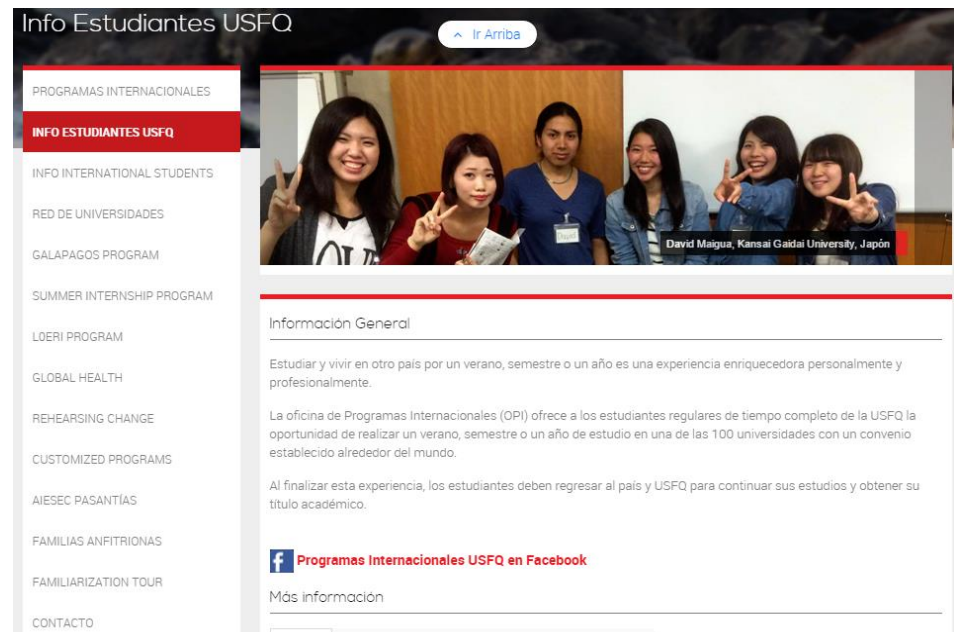 Info Estudiantes USFQ
Ir Arriba
PROGRAMAS INTERNACIONALES
INFO ESTUDIANTES USFQ
INFO INTERNATIONAL STUDENTS
RED DE UNIVERSIDADES
GALAPAGOS PROGRAM
SUMMER INTERNSHIP PROGRAM
LOERI PROGRAM
GLOBAL HEALTH
REHEARSING CHANGE
CUSTOMIZED PROGRAMS
AIESEC PASANTÍAS
FAMILIAS ANFITRIONAS
FAMILIARIZATION TOUR
CONTACTO
David
David Maigua, Kansai Gaidai University, Japón
Información General
Estudiar y vivir en otro país por un verano, semestre o un año es una experiencia enriquecedora personalmente y
profesionalmente.
La oficina de Programas Internacionales (OPI) ofrece a los estudiantes regulares de tiempo completo de la USFQ la
oportunidad de realizar un verano, semestre o un año de estudio en una de las 100 universidades con un convenio
establecido alrededor del mundo.
Al finalizar esta experiencia, los estudiantes deben regresar al país y USFQ para continuar sus estudios y obtener su
título académico.
Programas Internacionales USFQ en Facebook
Más información